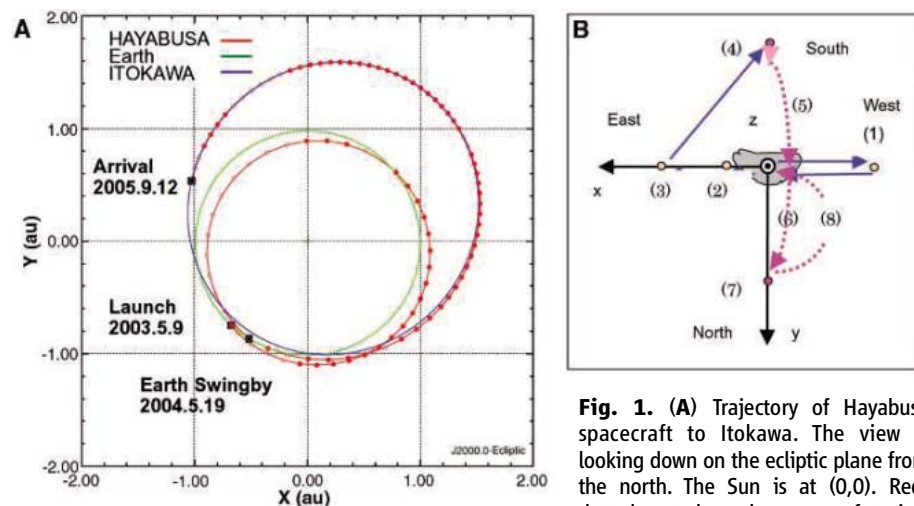 A
2.00
1.00
0.00
-1.00
-2.00
Y (au)
HAYABUSA
Earth
ITOKAWA
Arrival
2005.9.12
Launch
2003.5.9
Earth Swingby
2004.5.19
J2000.0-Ecliptic
-2.00 -1.00 0.00 1.00 2.00
X (au)
B
(4) South
(5)
East z West
(1)
x (3) (2)
(6) (8)
(7)
North y
Fig. 1. (A) Trajectory of Hayabus
spacecraft to Itokawa. The view
looking down on the ecliptic plane from
the north. The Sun is at (0,0). Re